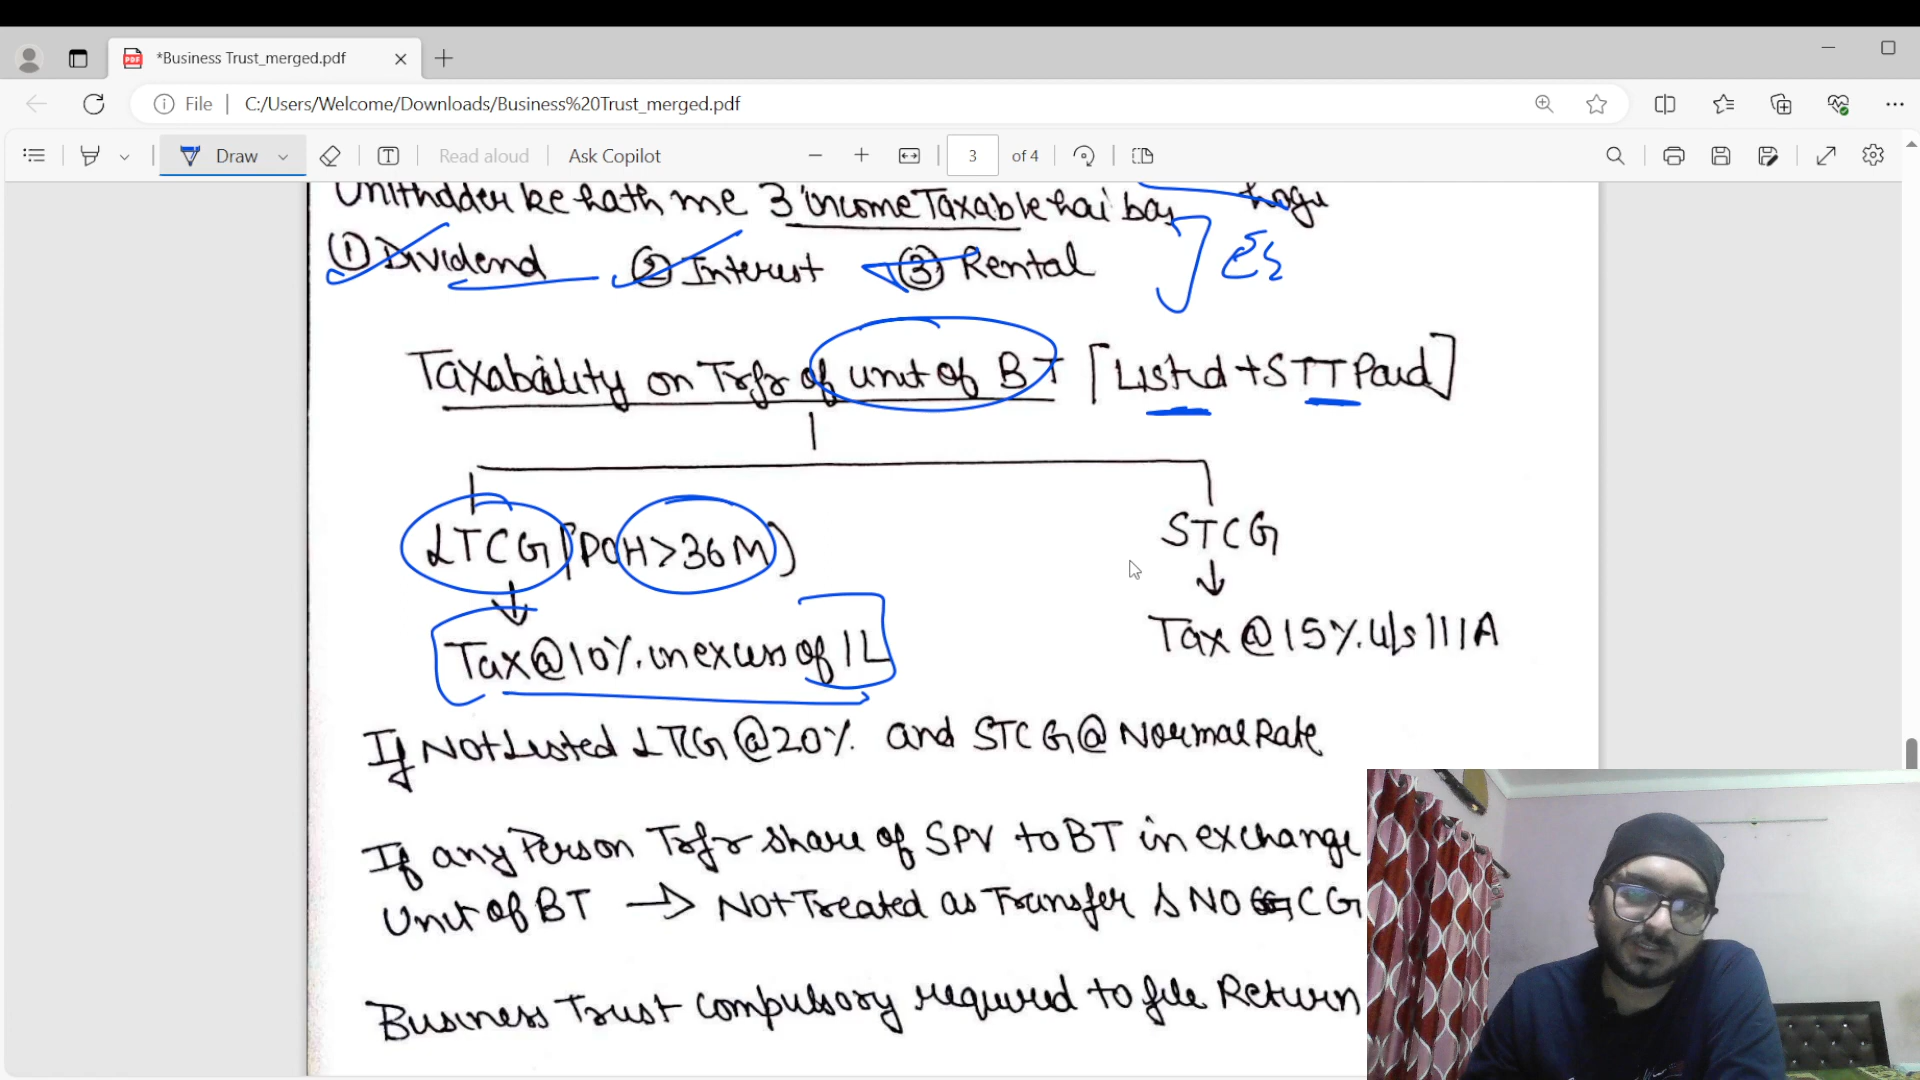 *Business Trust_merged.pdf
File
C:/Users/Welcome/Downloads/Business%20Trust_merged.pdf
Draw
Read aloud
Ask Copilot
3
of 4
Unitholder ke hath me 3 income Taxable hai bas hogi
① Dividend ② Interest ③ Rental
Taxability on Trfr of unit of BT [Listed + STT Paid]
LTCG (POH > 36 M)
STCG
Tax @ 10%. in excess of 1L
Tax @ 15%. u/s 111A
If Not Listed LTCG @ 20%. and STCG @ Normal Rate
If any Person Trfr share of SPV to BT in exchange
Unit of BT → Not Treated as Transfer & NO CG
Business Trust compulsory required to file Return